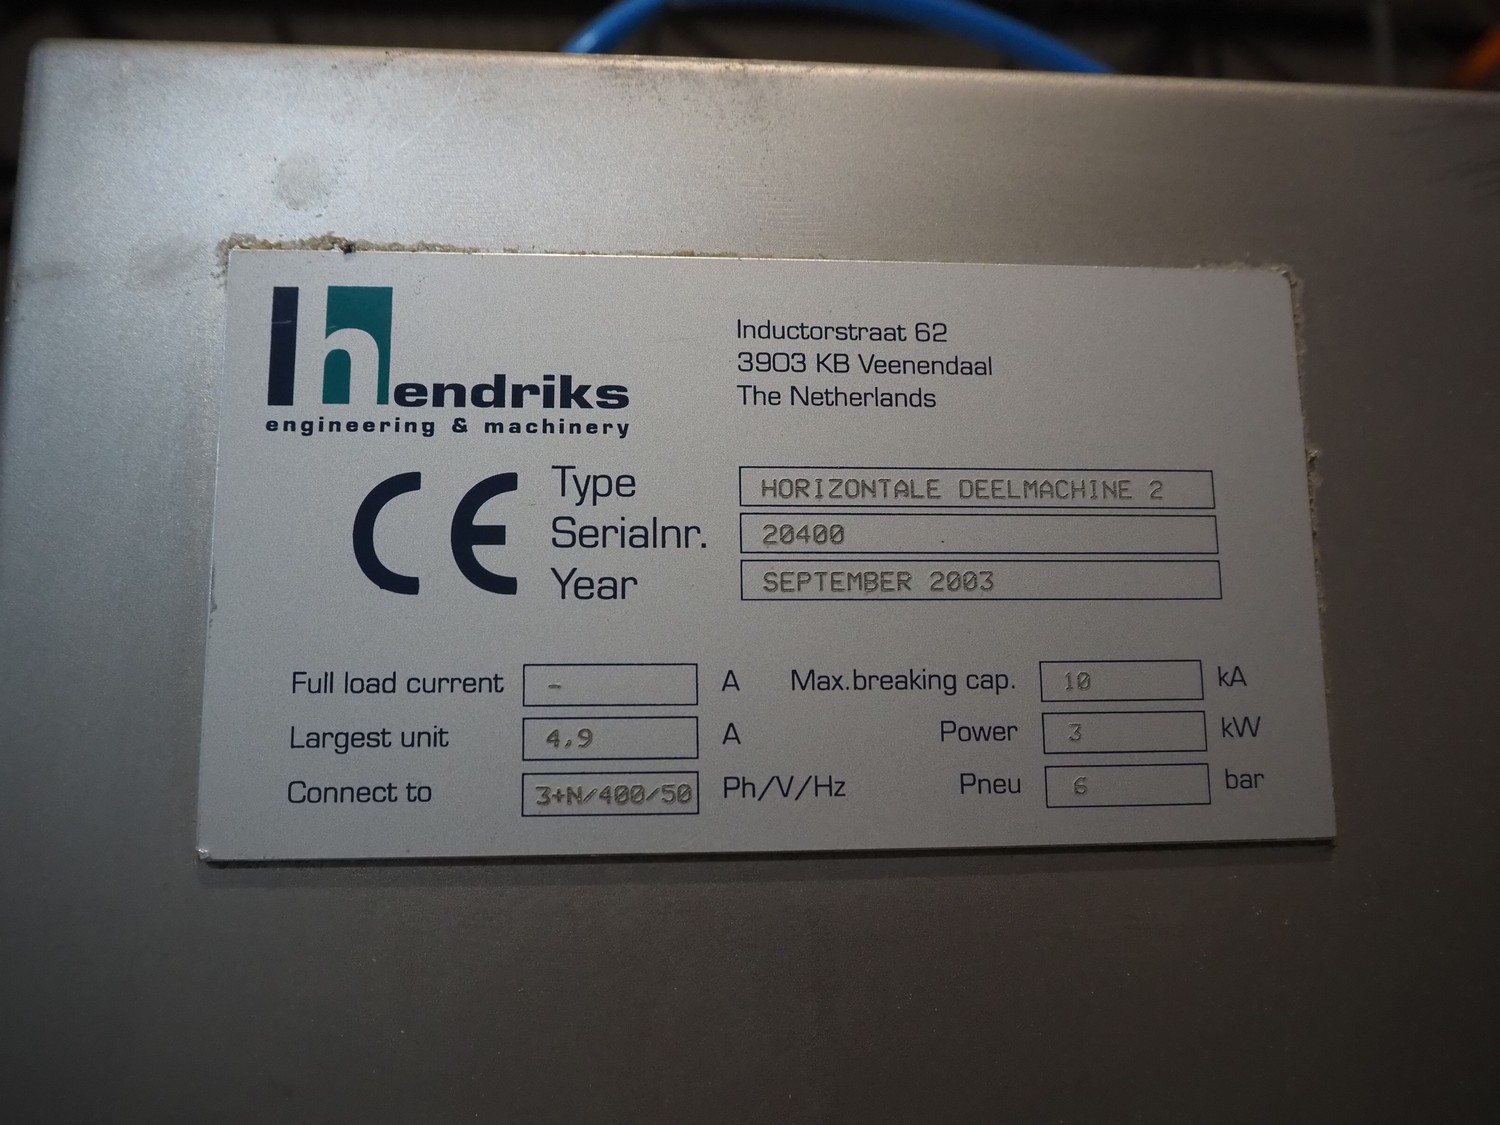 hendriks
engineering & machinery
Inductorstraat 62
3903 KB Veenendaal
The Netherlands
CE
Type HORIZONTALE DEELMACHINE 2
Serialnr. 20400
Year SEPTEMBER 2003
Full load current - A Max.breaking cap. 10 kA
Largest unit 4,9 A Power 3 kW
Connect to 3+N/400/50 Ph/V/Hz Pneu 6 bar